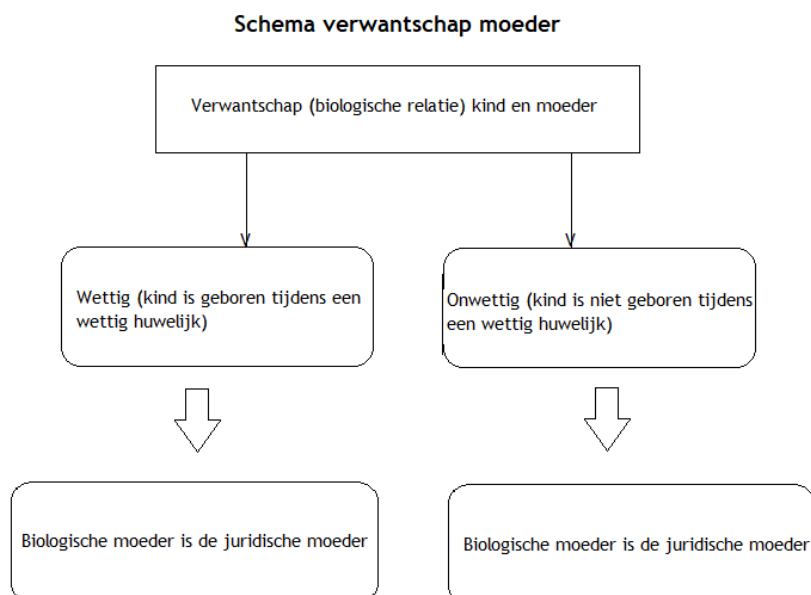 Schema verwantschap moeder
Verwantschap (biologische relatie) kind en moeder
Wettig (kind is geboren tijdens een
wettig huwelijk)
Onwettig (kind is niet geboren tijdens
een wettig huwelijk)
Biologische moeder is de juridische moeder
Biologische moeder is de juridische moeder